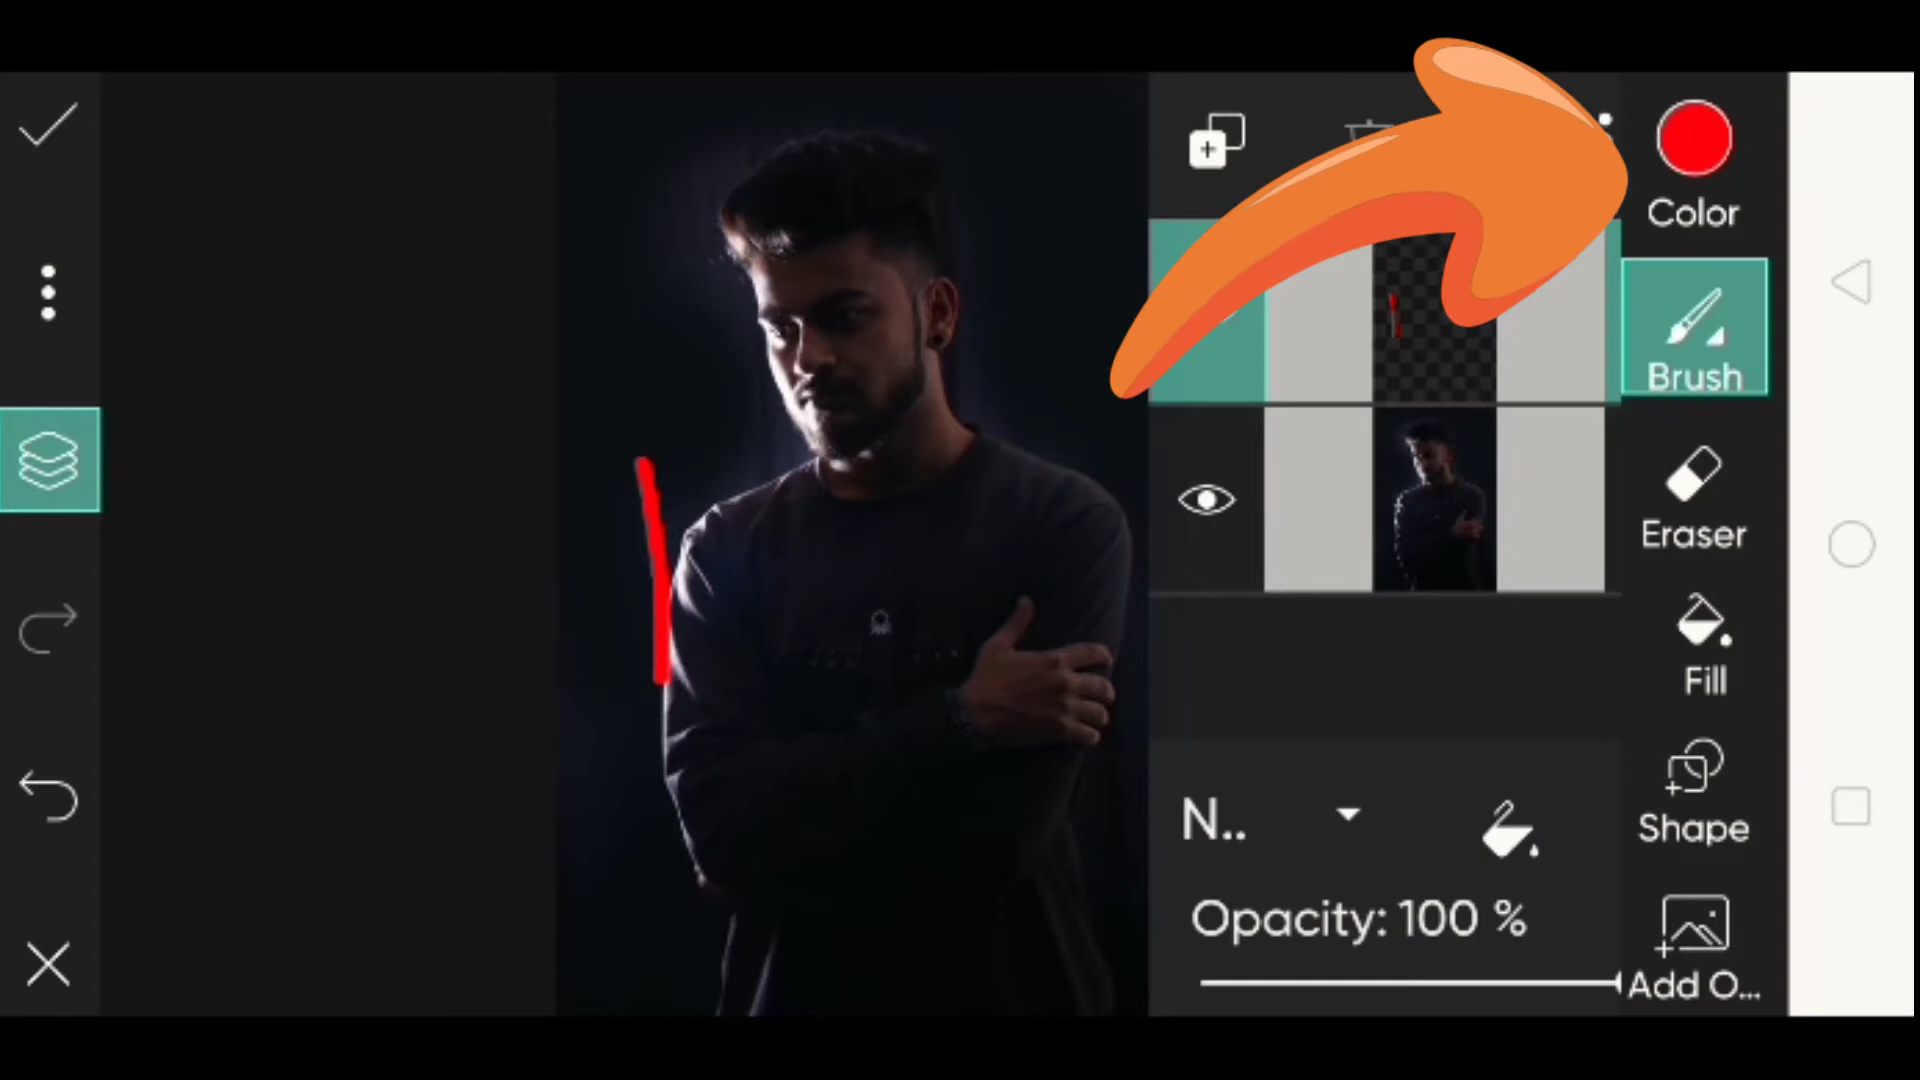 Color
Brush
Eraser
Fill
Shape
N..
Opacity: 100 %
Add O...